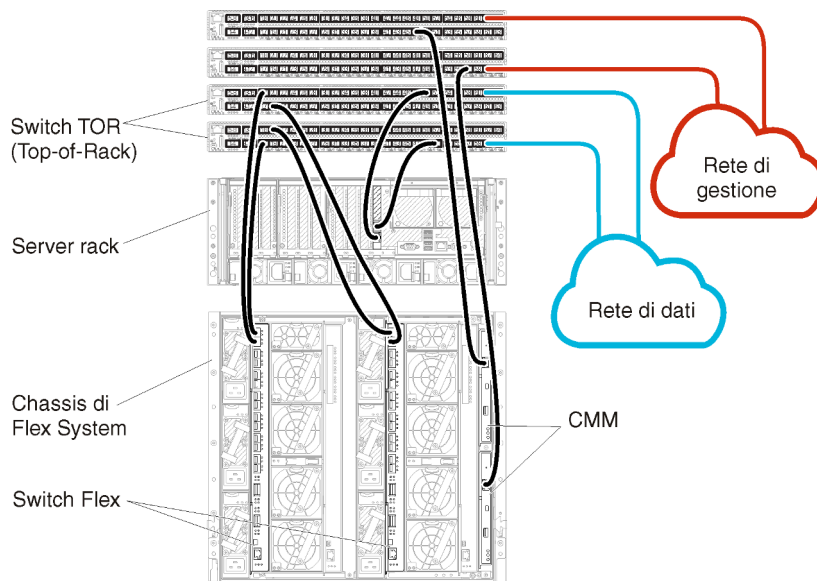 Switch TOR
(Top-of-Rack)
Rete di
gestione
Server rack
Rete di dati
Chassis di
Flex System
CMM
Switch Flex